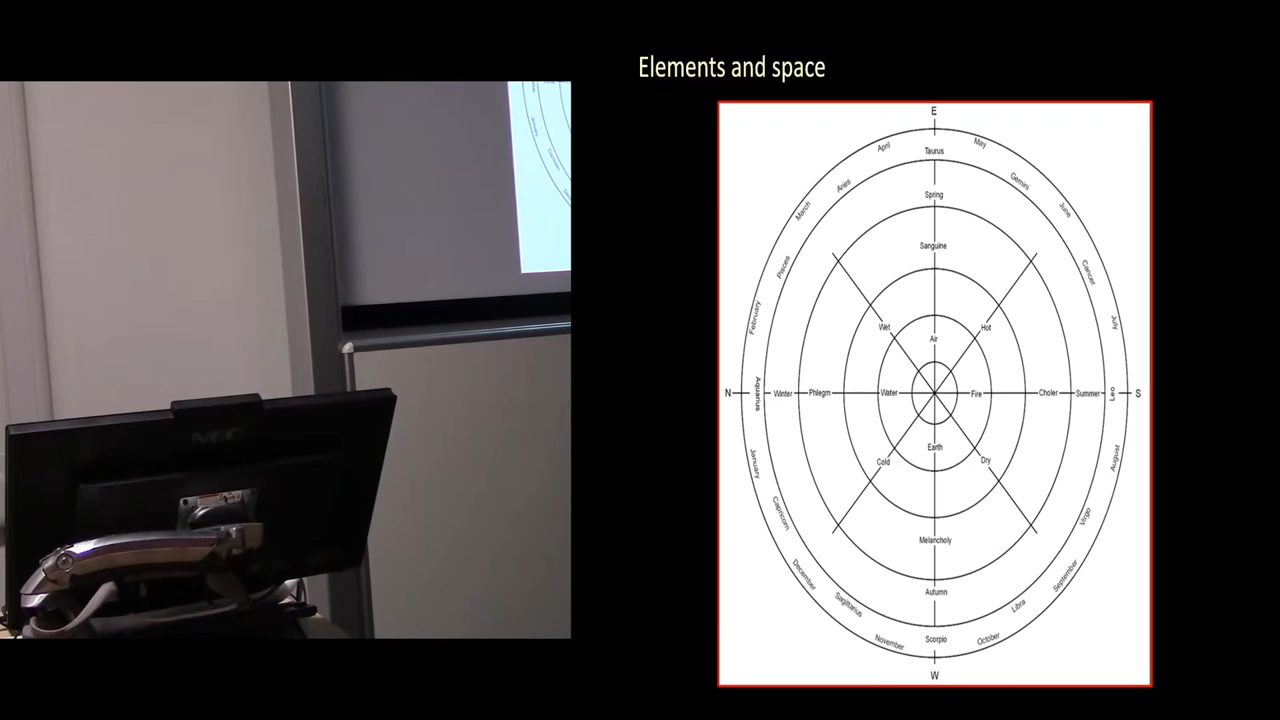 Elements and space
E
April
May
Taurus
Aries
Gemini
March
June
Spring
Sanguine
Pisces
Cancer
February
July
Wet
Hot
Air
N
Aquarius
Winter
Phlegm
Water
Fire
Choler
Summer
Leo
S
Earth
Cold
Dry
January
August
Capricorn
Virgo
Melancholy
December
September
Autumn
Sagittarius
Libra
November
Scorpio
October
W
NEC